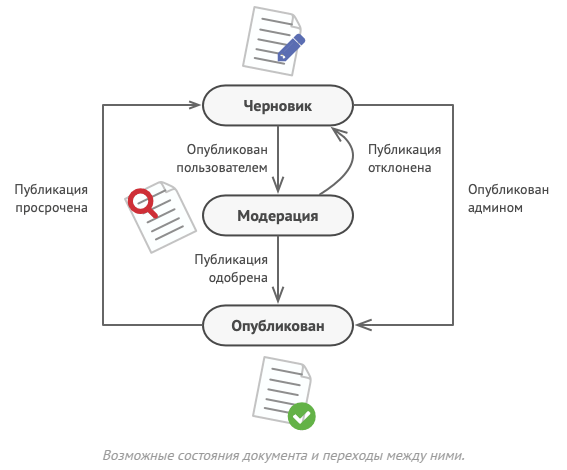 Черновик
Опубликован
пользователем
Публикация
отклонена
Публикация
просрочена
Опубликован
админом
Модерация
Публикация
одобрена
Опубликован
Возможные состояния документа и переходы между ними.